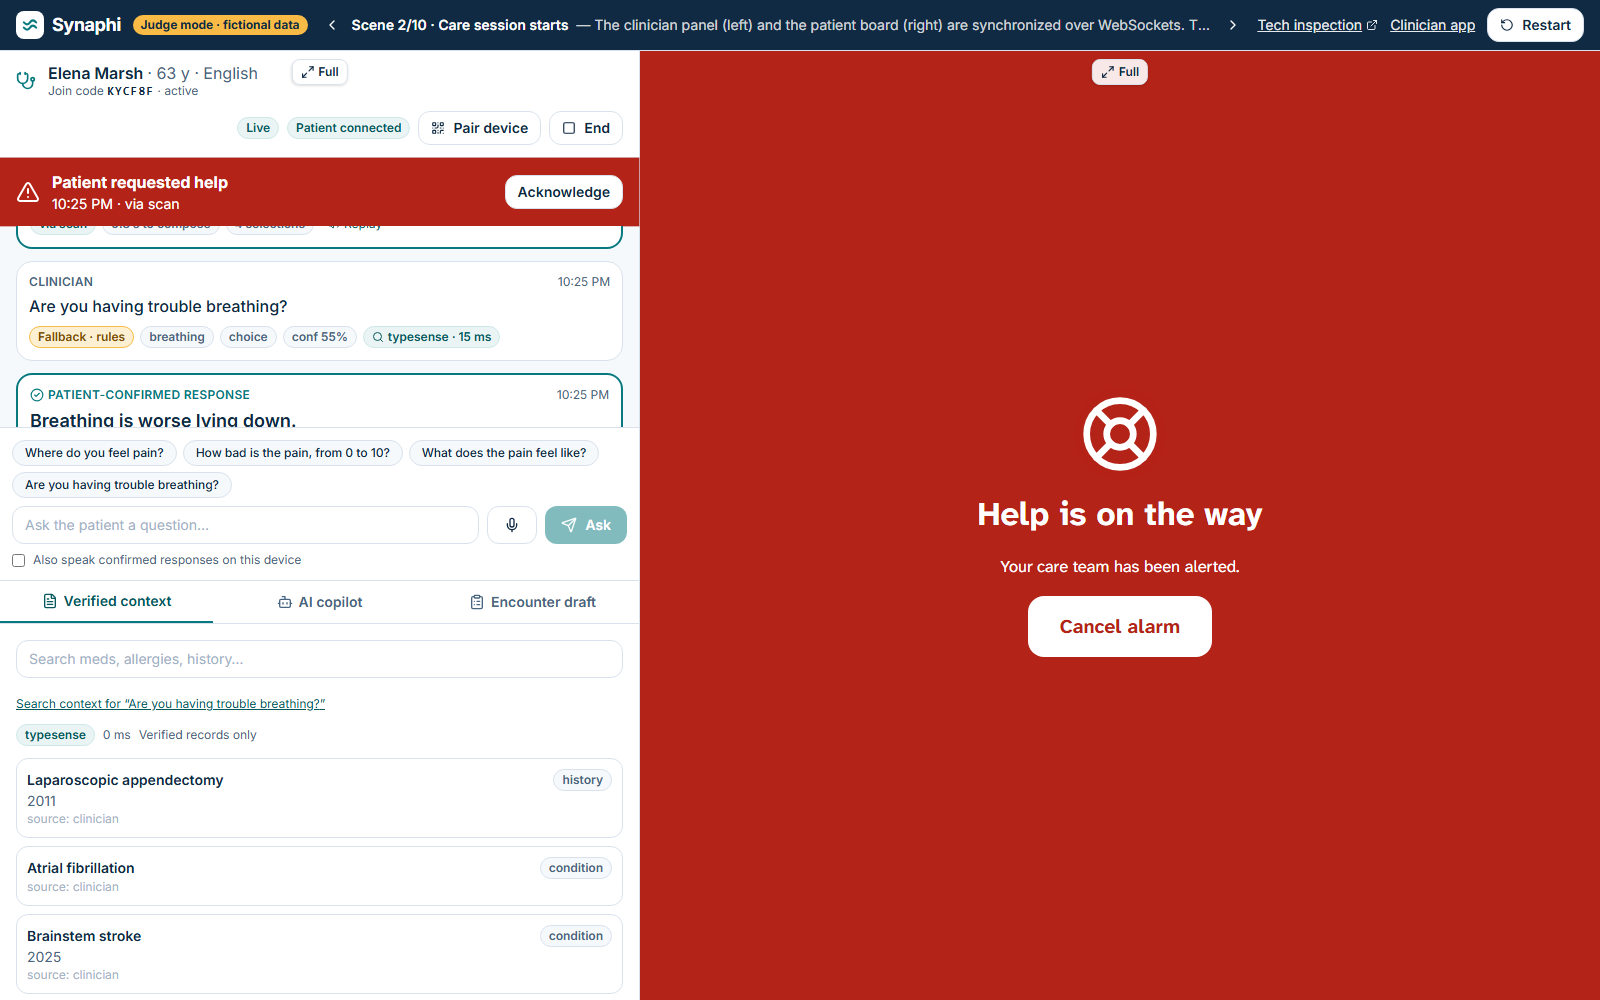 Synaphi
Judge mode · fictional data
Scene 2/10 · Care session starts — The clinician panel (left) and the patient board (right) are synchronized over WebSockets. T...
Tech inspection
Clinician app
Restart
Elena Marsh · 63 y · English
Join code KYCF8F · active
Full
Live
Patient connected
Pair device
End
Patient requested help
10:25 PM · via scan
Acknowledge
CLINICIAN
10:25 PM
Are you having trouble breathing?
Fallback · rules
breathing
choice
conf 55%
typesense · 15 ms
PATIENT-CONFIRMED RESPONSE
10:25 PM
Breathing is worse lying down.
Where do you feel pain?
How bad is the pain, from 0 to 10?
What does the pain feel like?
Are you having trouble breathing?
Ask the patient a question...
Ask
Also speak confirmed responses on this device
Verified context
AI copilot
Encounter draft
Search meds, allergies, history...
Search context for “Are you having trouble breathing?”
typesense
0 ms
Verified records only
Laparoscopic appendectomy
history
2011
source: clinician
Atrial fibrillation
condition
source: clinician
Brainstem stroke
condition
2025
source: clinician
Full
Help is on the way
Your care team has been alerted.
Cancel alarm